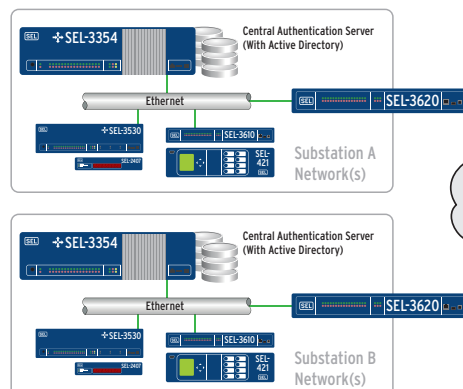 SEL
SEL-3354
Central Authentication Server
(With Active Directory)
Ethernet
SEL
SEL-3620
SEL
SEL-3530
SEL
SEL-3610
SEL
SEL-2407
SEL-
421
SEL
Substation A
Network(s)
SEL
SEL-3354
Central Authentication Server
(With Active Directory)
Ethernet
SEL
SEL-3620
SEL
SEL-3530
SEL
SEL-3610
SEL
SEL-2407
SEL-
421
SEL
Substation B
Network(s)